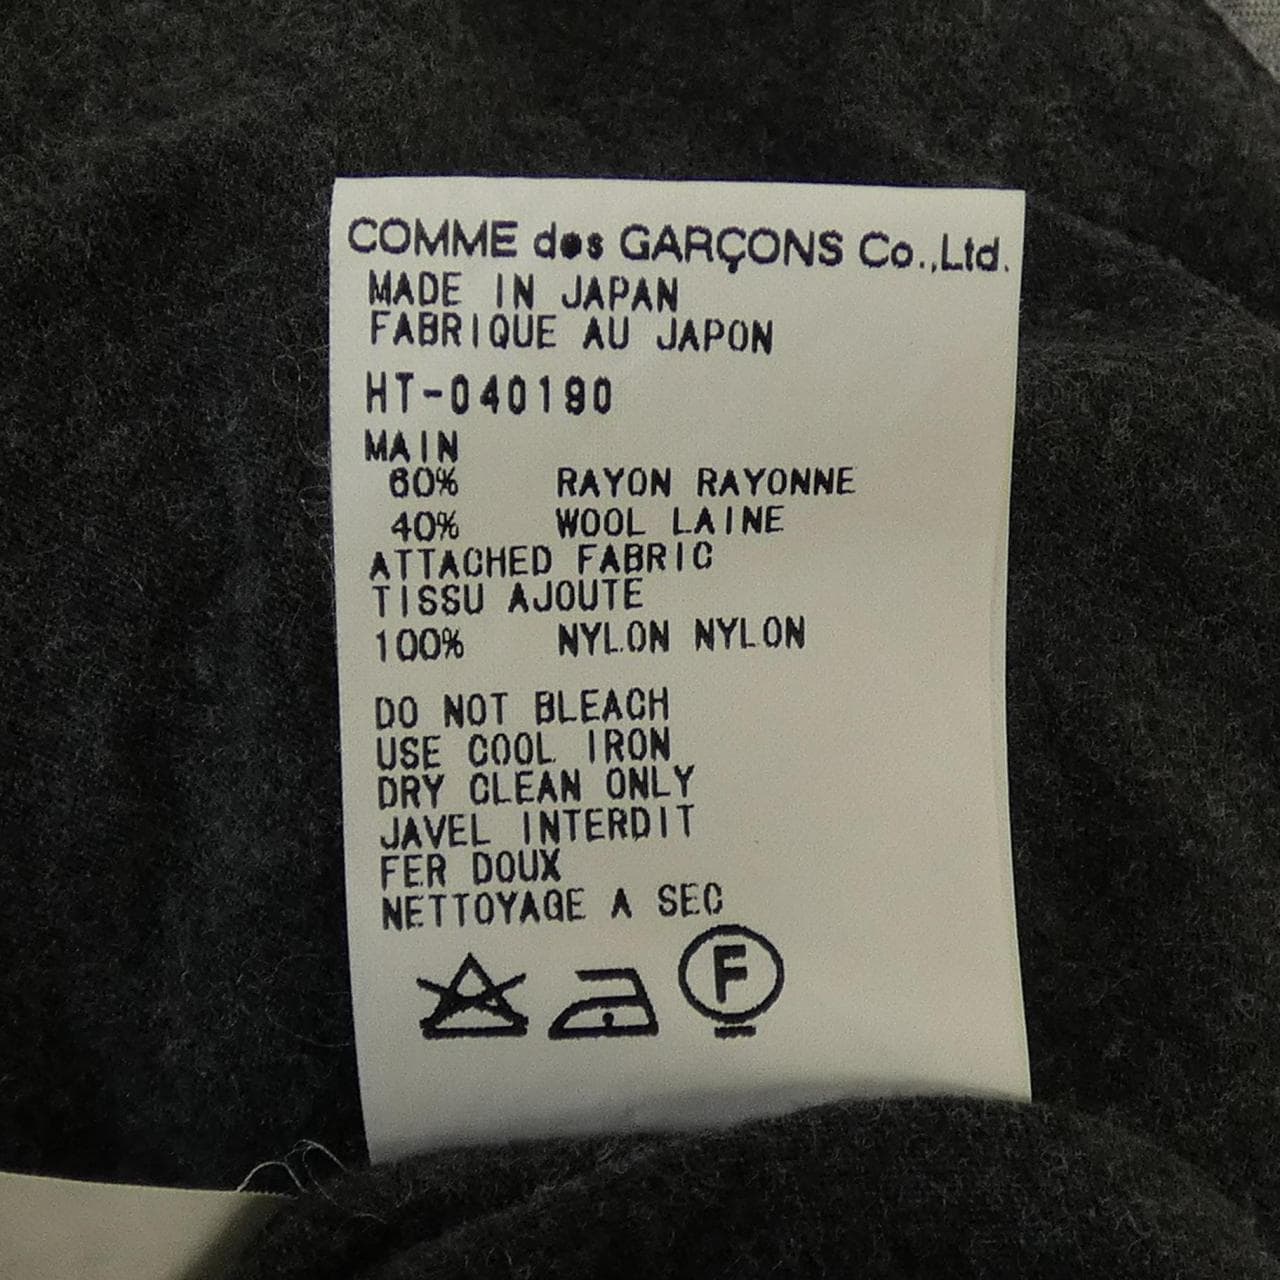 COMME des GARÇONS Co.,Ltd.
MADE IN JAPAN
FABRIQUE AU JAPON
HT-040190
MAIN
60% RAYON RAYONNE
40% WOOL LAINE
ATTACHED FABRIC
TISSU AJOUTE
100% NYLON NYLON
DO NOT BLEACH
USE COOL IRON
DRY CLEAN ONLY
JAVEL INTERDIT
FER DOUX
NETTOYAGE A SEC
F